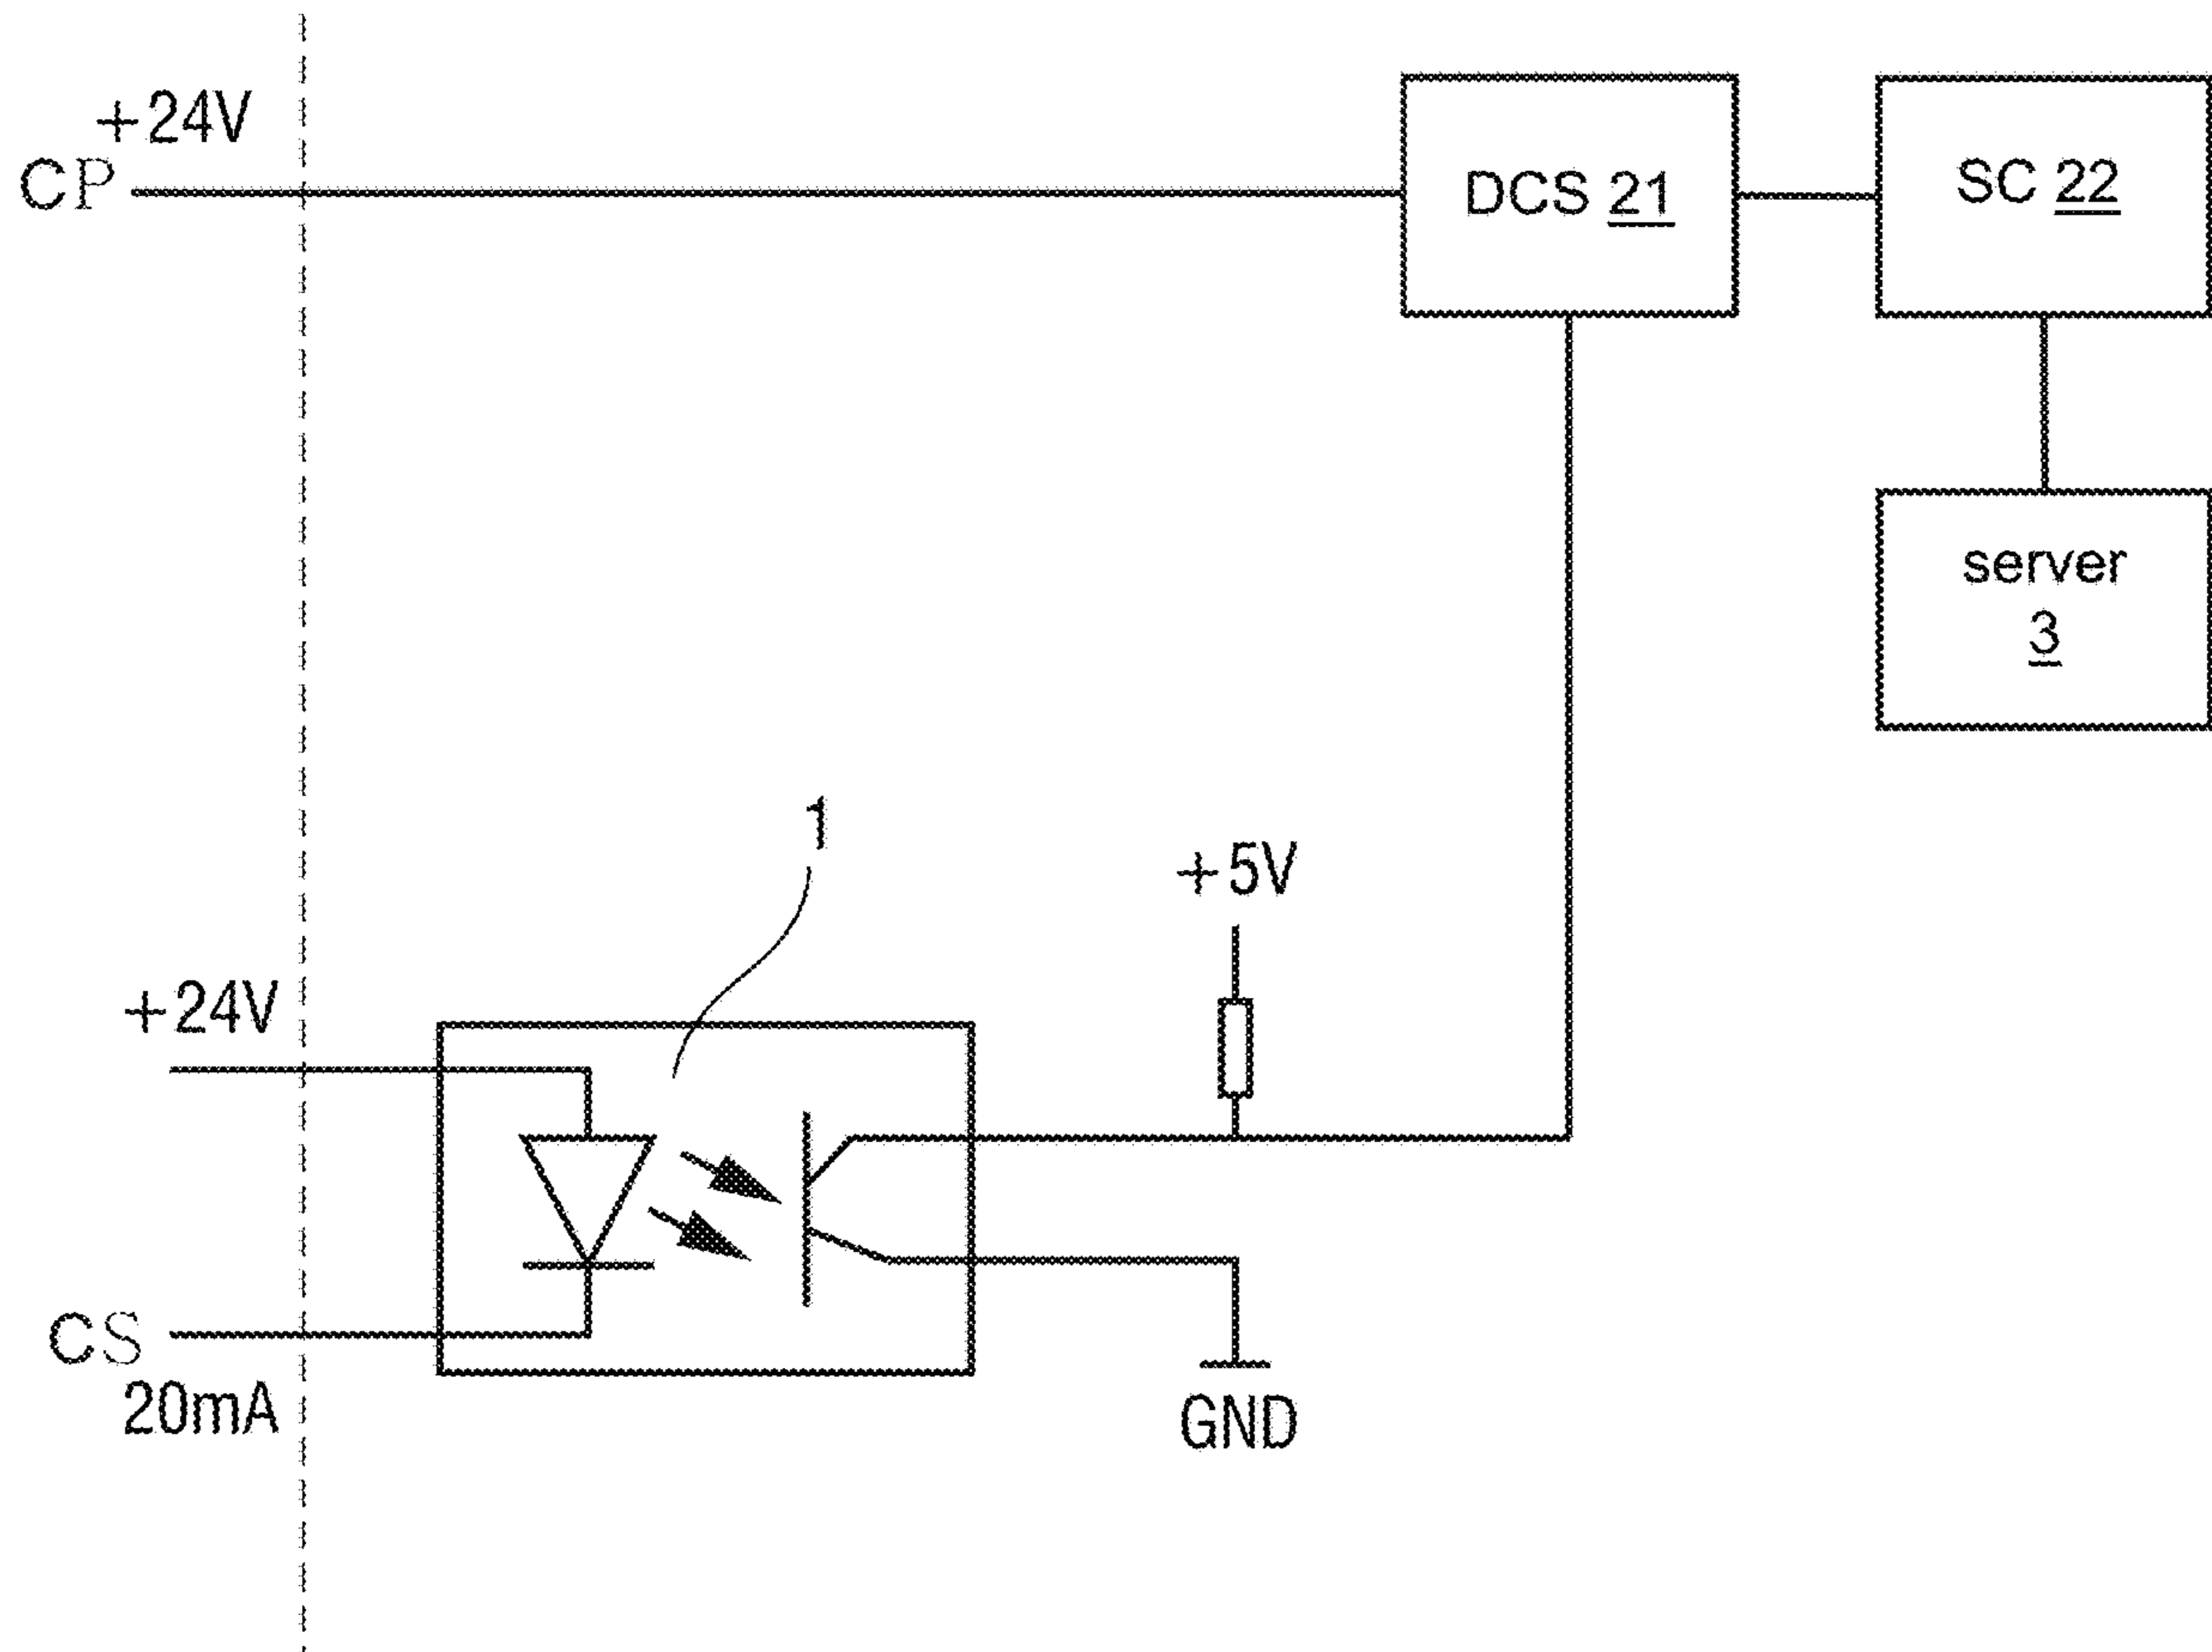 +24V
CP
DCS 21
SC 22
server
3
1
+5V
+24V
CS
20mA
GND